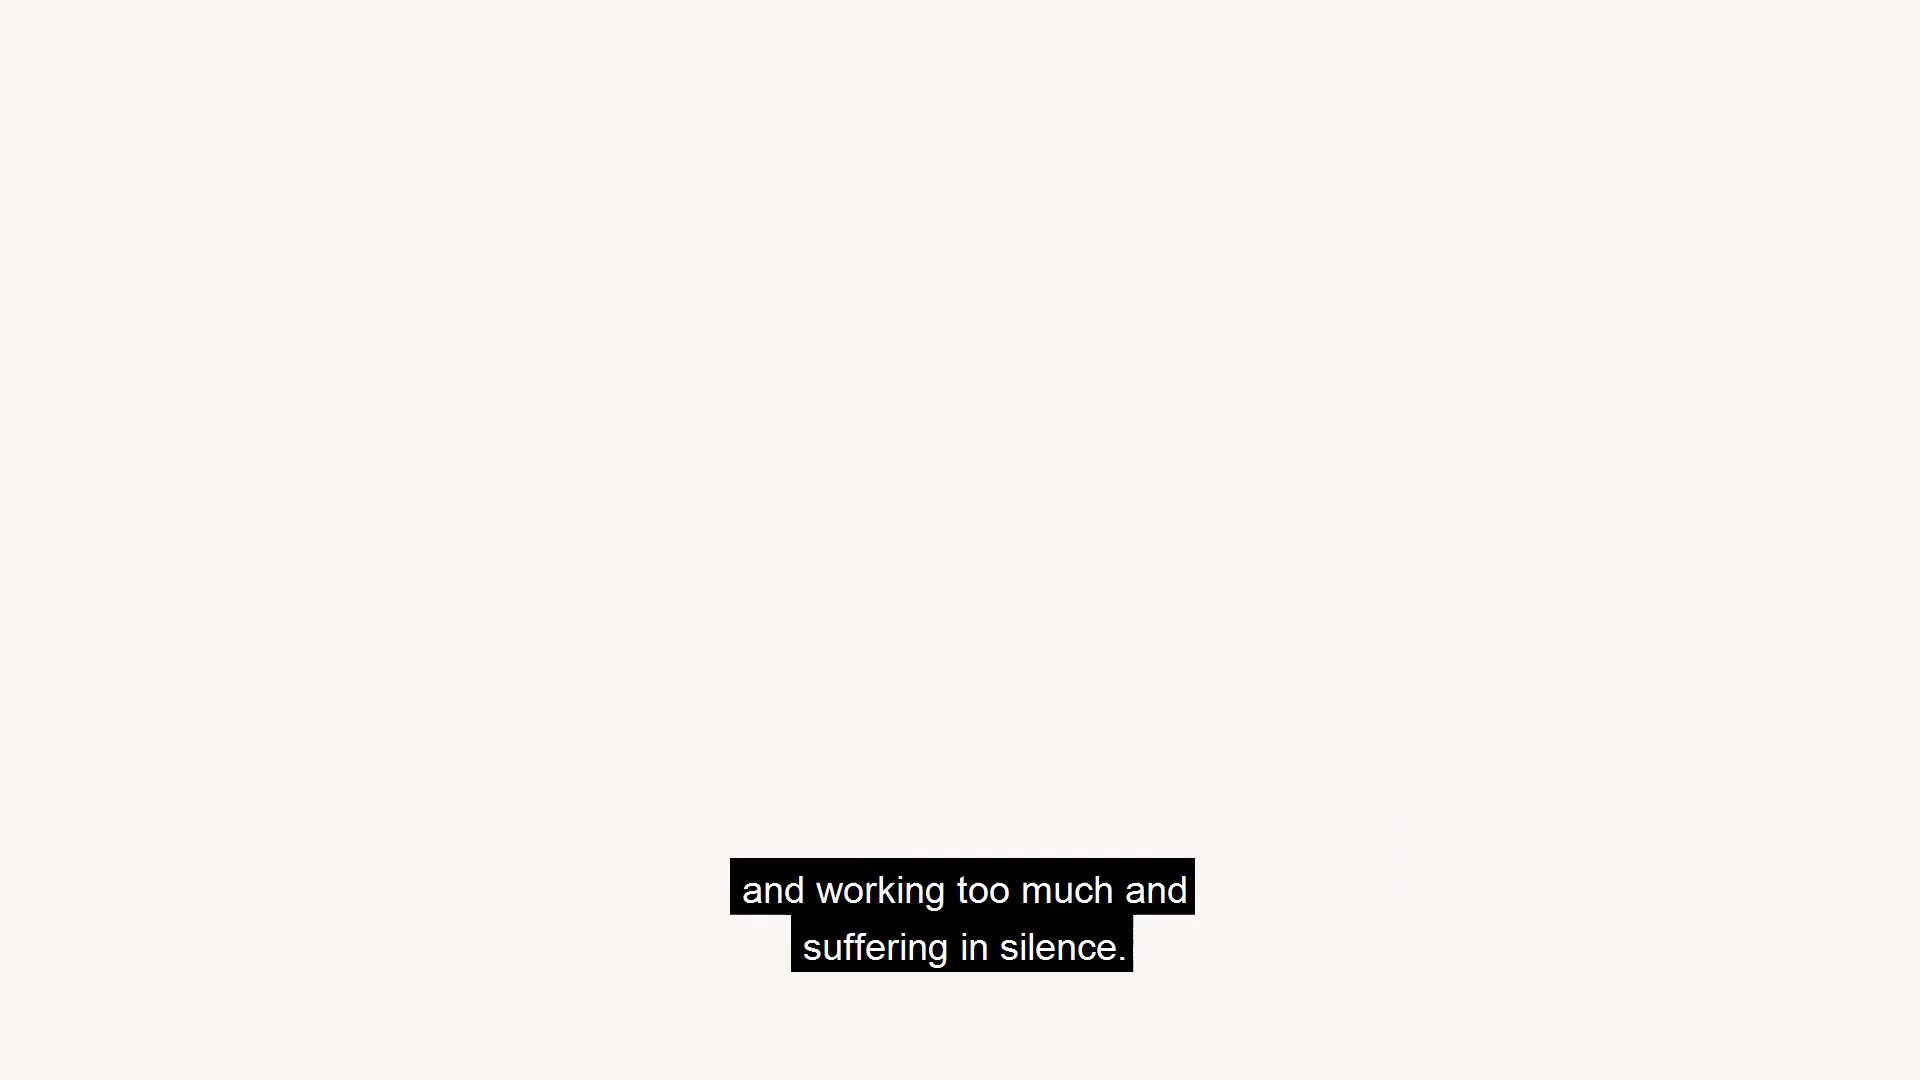 and working too much and
suffering in silence.